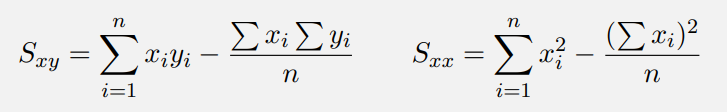 $S_{xy} = \sum_{i=1}^{n} x_i y_i - \frac{\sum x_i \sum y_i}{n}$ $S_{xx} = \sum_{i=1}^{n} x_i^2 - \frac{(\sum x_i)^2}{n}$